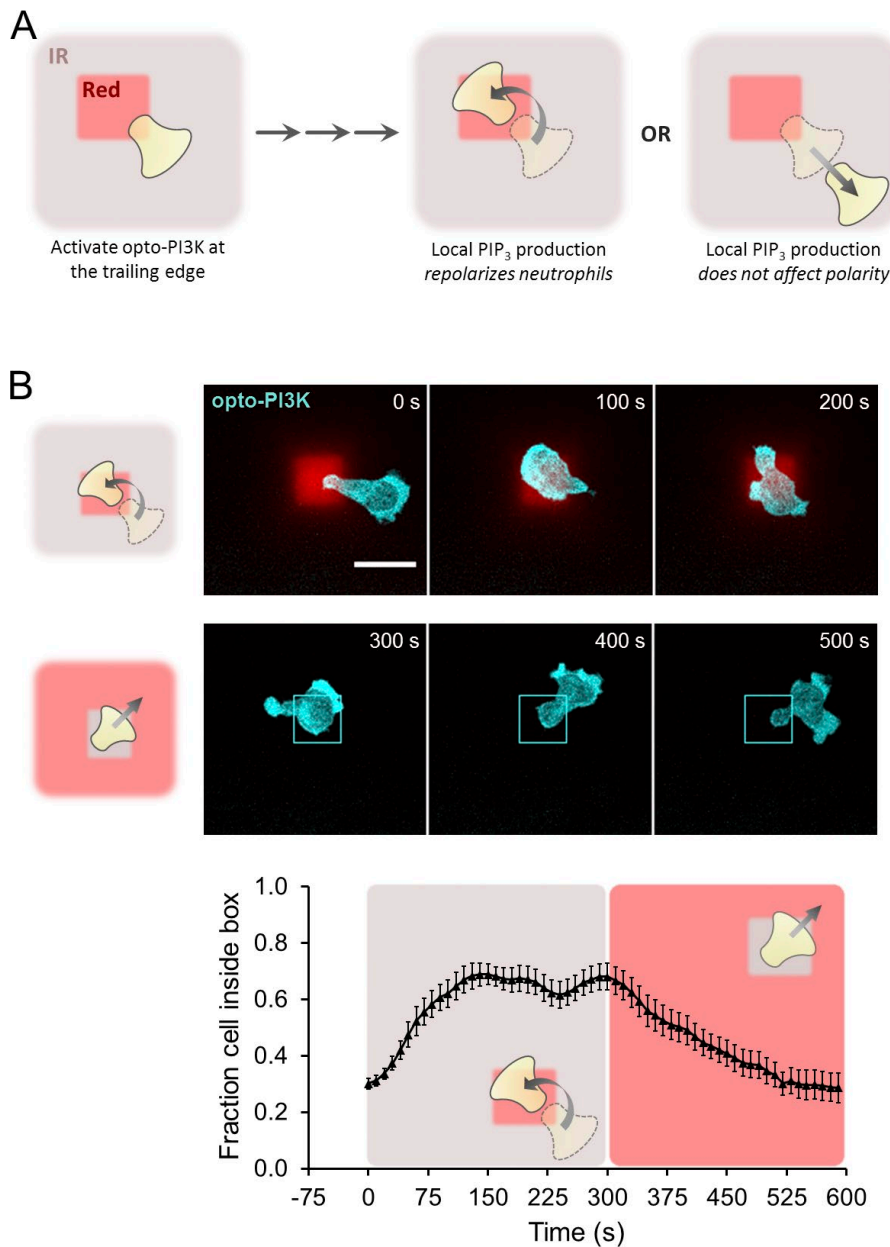 A
IR
Red
OR
Activate opto-PI3K at
the trailing edge
Local PIP₃ production
repolarizes neutrophils
Local PIP₃ production
does not affect polarity
B
opto-PI3K
0 s
100 s
200 s
300 s
400 s
500 s
Fraction cell inside box
1.0
0.8
0.6
0.4
0.2
0.0
-75 0 75 150 225 300 375 450 525 600
Time (s)